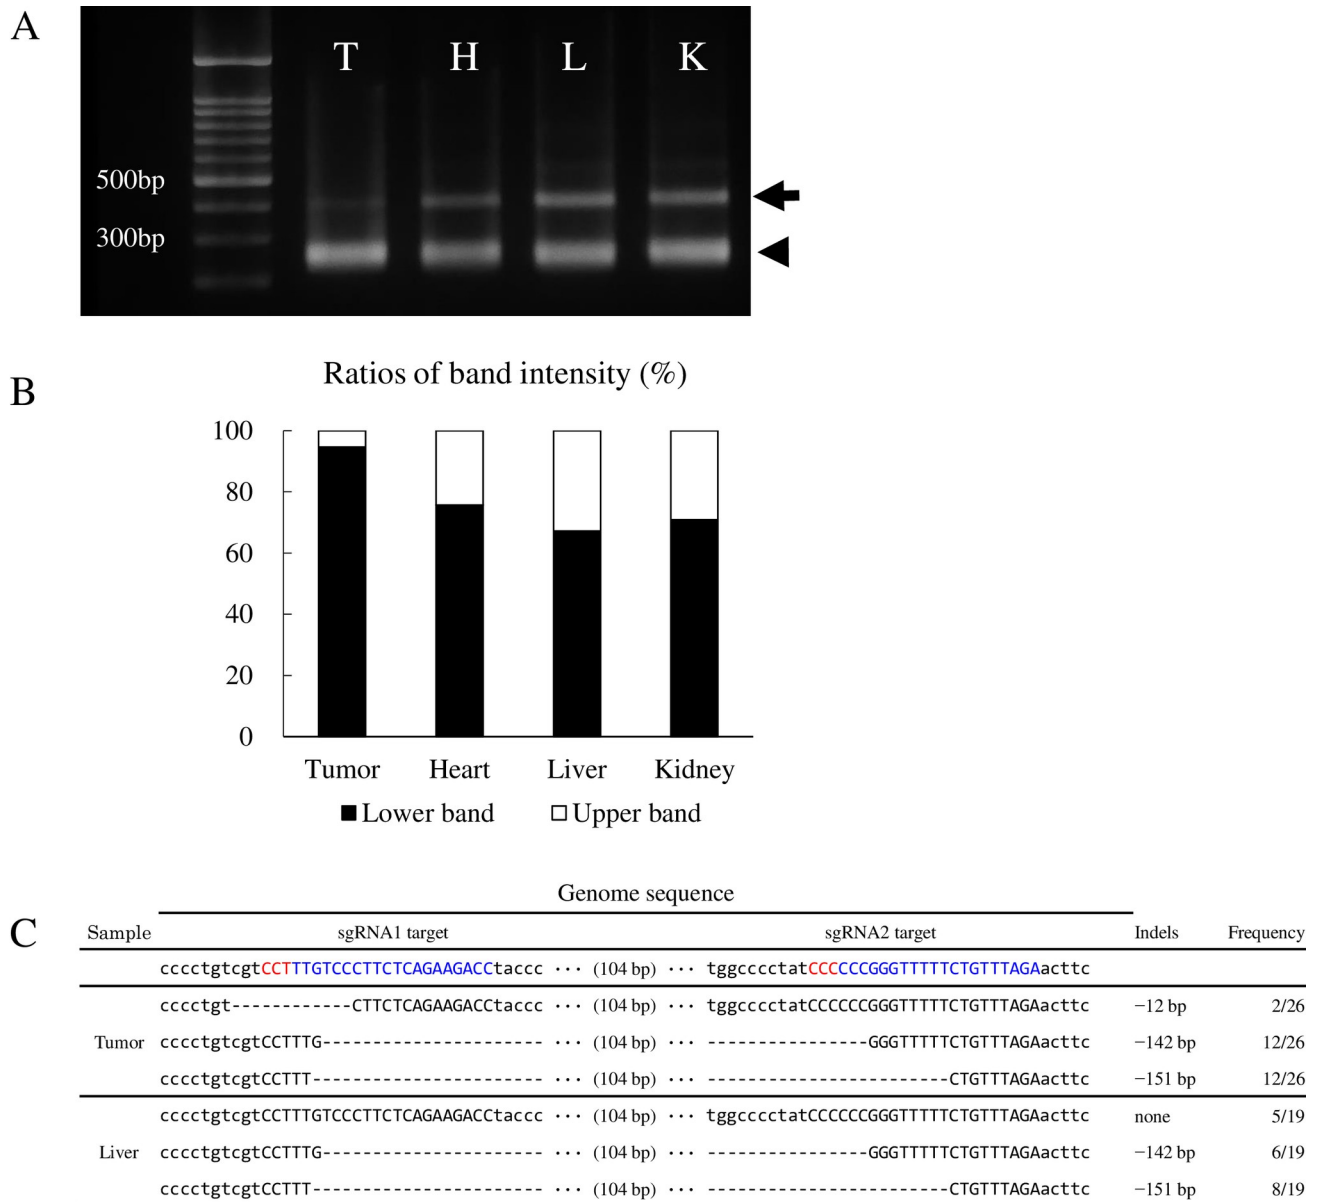 A
T H L K
500bp
300bp
B
Ratios of band intensity (%)
100
80
60
40
20
0
Tumor Heart Liver Kidney
Lower band Upper band
C
Genome sequence
Sample sgRNA1 target sgRNA2 target Indels Frequency
cccctgtcgtCCTTTGTCCCTTCTCAGAAGACCtaccc ··· (104 bp) ··· tggcccctatCCCCCCGGGTTTTTCTGTTTAGAacttc
cccctgt------------CTTCTCAGAAGACCtaccc ··· (104 bp) ··· tggcccctatCCCCCCGGGTTTTTCTGTTTAGAacttc −12 bp 2/26
Tumor cccctgtcgtCCTTTG---------------------- ··· (104 bp) ··· ----------------GGGTTTTTCTGTTTAGAacttc −142 bp 12/26
cccctgtcgtCCTTT----------------------- ··· (104 bp) ··· ------------------------CTGTTTAGAacttc −151 bp 12/26
cccctgtcgtCCTTTGTCCCTTCTCAGAAGACCtaccc ··· (104 bp) ··· tggcccctatCCCCCCGGGTTTTTCTGTTTAGAacttc none 5/19
Liver cccctgtcgtCCTTTG---------------------- ··· (104 bp) ··· ----------------GGGTTTTTCTGTTTAGAacttc −142 bp 6/19
cccctgtcgtCCTTT----------------------- ··· (104 bp) ··· ------------------------CTGTTTAGAacttc −151 bp 8/19